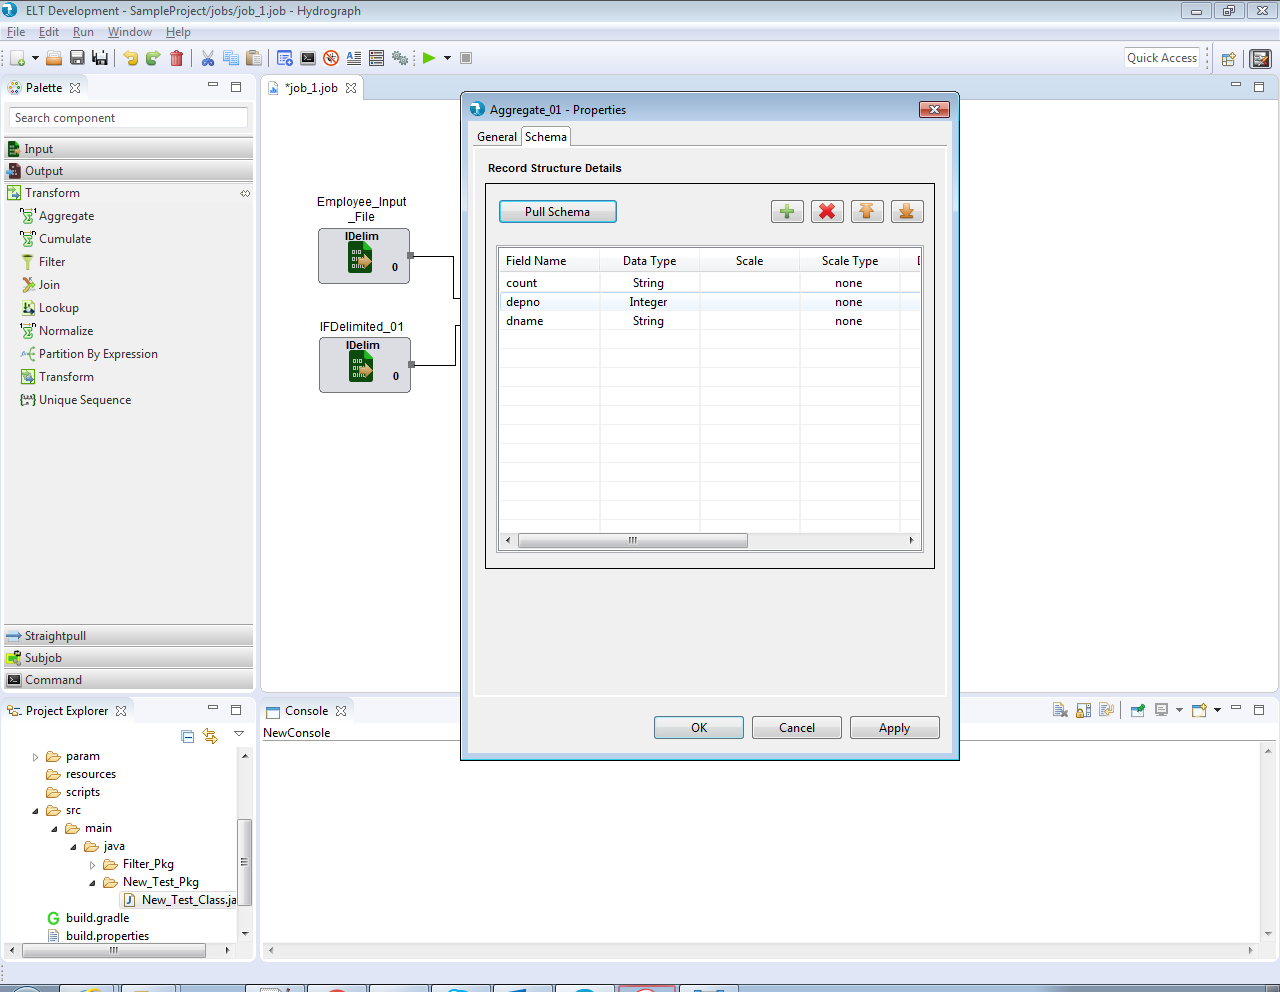 ELT Development - SampleProject/jobs/job_1.job - Hydrograph
File Edit Run Window Help
Quick Access
Palette
*job_1.job
Search component
Input
Output
Transform
Aggregate
Cumulate
Filter
Join
Lookup
Normalize
Partition By Expression
Transform
Unique Sequence
Straightpull
Subjob
Command
Employee_Input
_File
IDelim
0
IFDelimited_01
IDelim
0
Aggregate_01 - Properties
General Schema
Record Structure Details
Pull Schema
Field Name Data Type Scale Scale Type
count String none
depno Integer none
dname String none
OK Cancel Apply
Project Explorer
param
resources
scripts
src
main
java
Filter_Pkg
New_Test_Pkg
New_Test_Class.ja
build.gradle
build.properties
Console
NewConsole